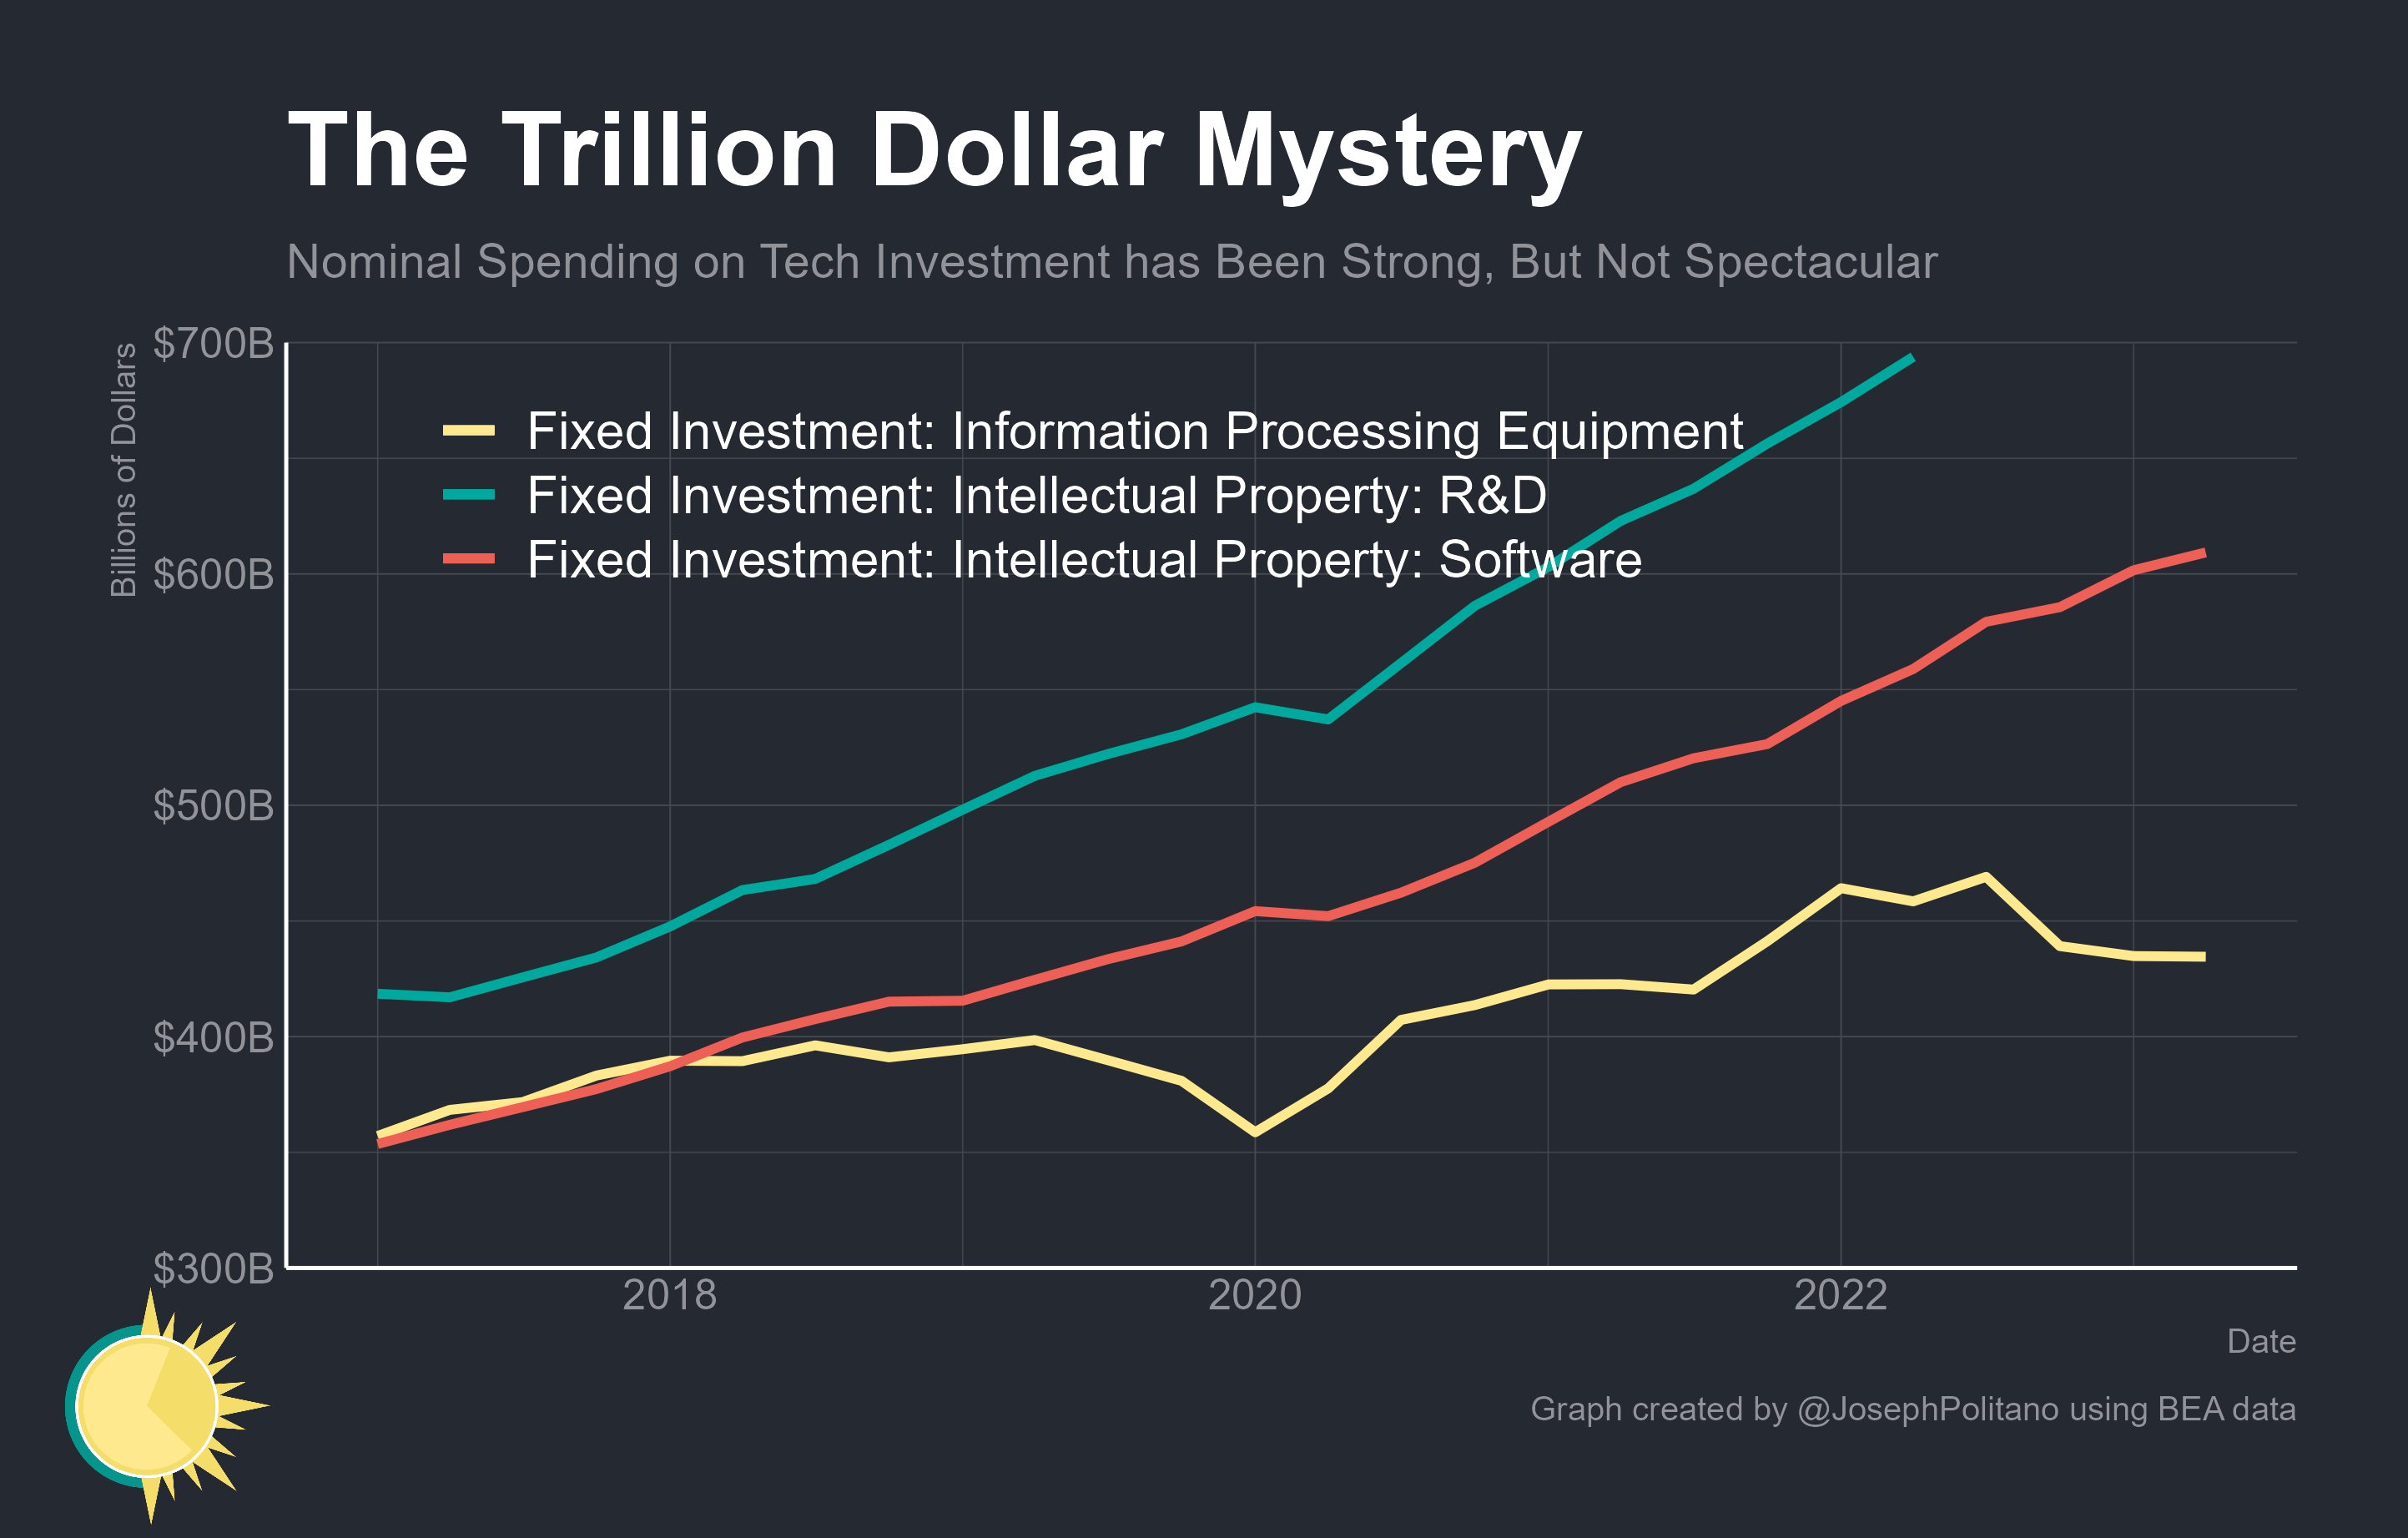 The Trillion Dollar Mystery
Nominal Spending on Tech Investment has Been Strong, But Not Spectacular
Billions of Dollars
$700B
$600B
$500B
$400B
$300B
Fixed Investment: Information Processing Equipment
Fixed Investment: Intellectual Property: R&D
Fixed Investment: Intellectual Property: Software
2018
2020
2022
Date
Graph created by @JosephPolitano using BEA data